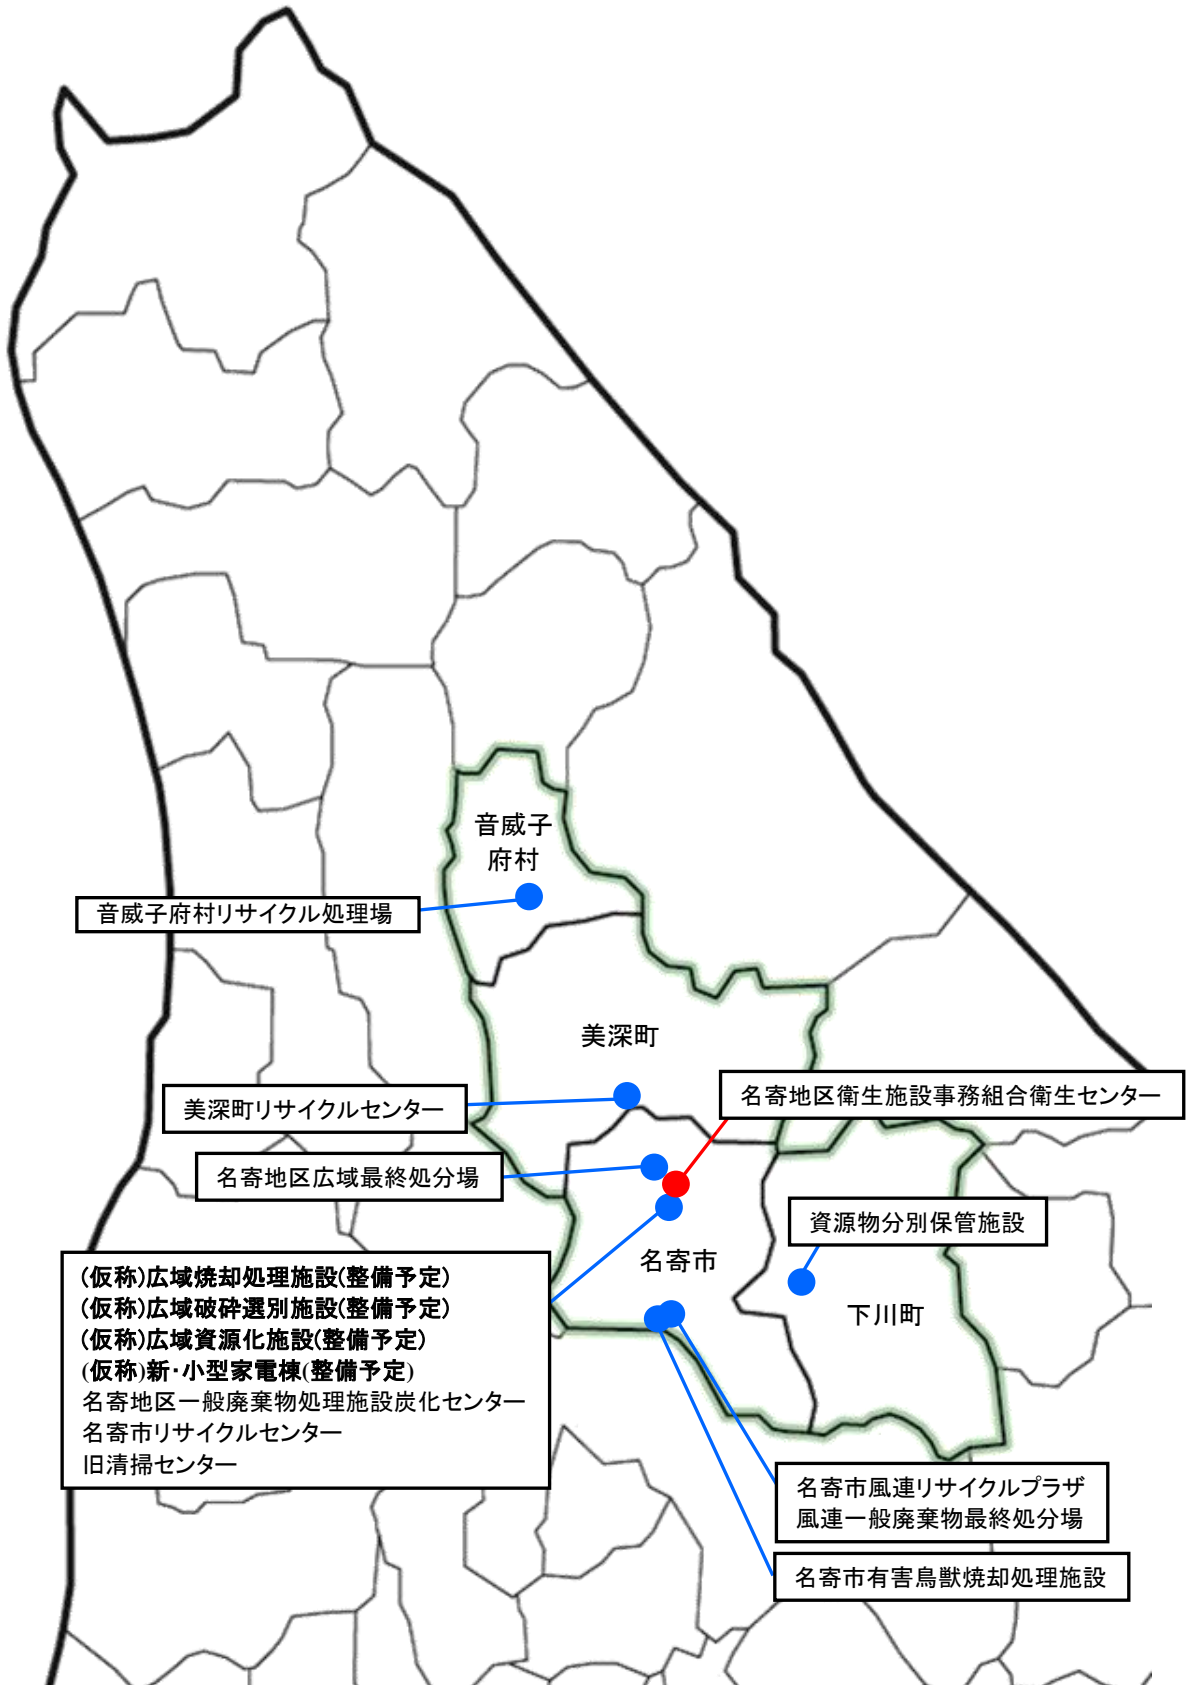 音威子
府村
音威子府村リサイクル処理場
美深町
名寄地区衛生施設事務組合衛生センター
美深町リサイクルセンター
名寄地区広域最終処分場
資源物分別保管施設
名寄市
下川町
(仮称)広域焼却処理施設(整備予定)
(仮称)広域破砕選別施設(整備予定)
(仮称)広域資源化施設(整備予定)
(仮称)新・小型家電棟(整備予定)
名寄地区一般廃棄物処理施設炭化センター
名寄市リサイクルセンター
旧清掃センター
名寄市風連リサイクルプラザ
風連一般廃棄物最終処分場
名寄市有害鳥獣焼却処理施設